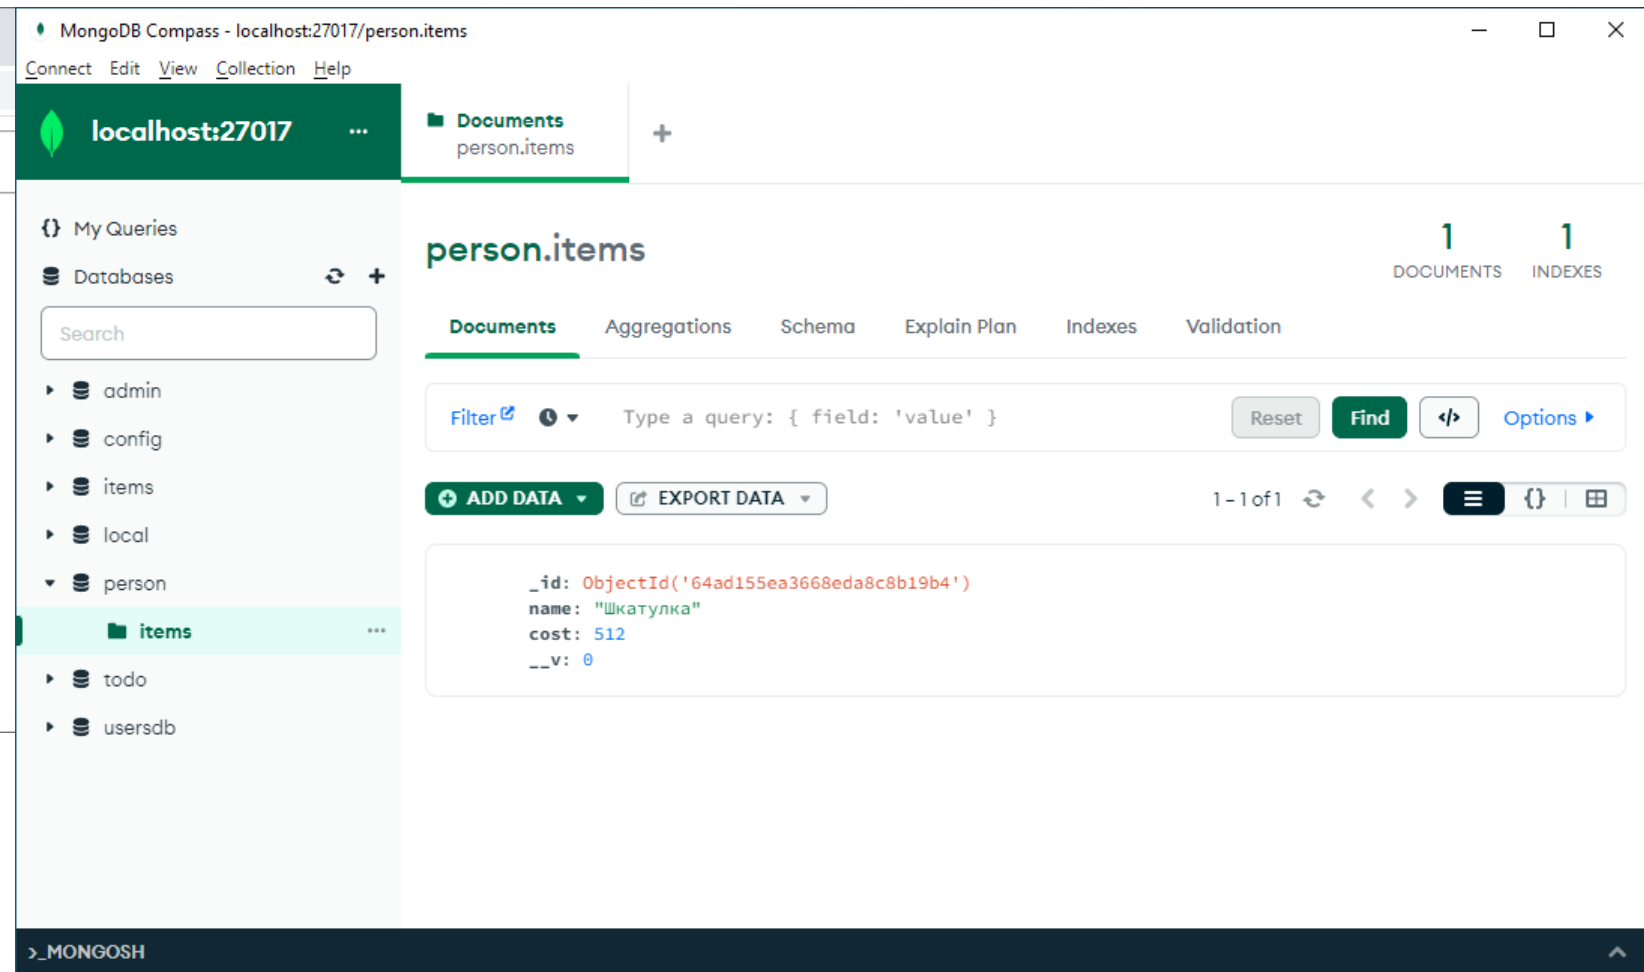 MongoDB Compass - localhost:27017/person.items
Connect Edit View Collection Help
localhost:27017 ...
Documents
person.items
+
{} My Queries
Databases
Search
admin
config
items
local
person
items ...
todo
usersdb
person.items
1
DOCUMENTS
1
INDEXES
Documents Aggregations Schema Explain Plan Indexes Validation
Filter Type a query: { field: 'value' } Reset Find </> Options
ADD DATA EXPORT DATA 1 – 1 of 1 {}
_id: ObjectId('64ad155ea3668eda8c8b19b4')
name: "Шкатулка"
cost: 512
__v: 0
>_MONGOSH